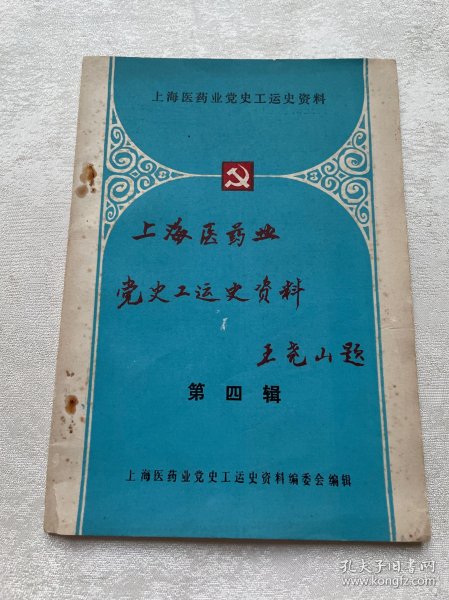 上海医药业党史工运史资料
上海医药业
党史工运史资料
王尧山题
第四辑
上海医药业党史工运史资料编委会编辑
孔夫子旧书网
www.kongfz.com